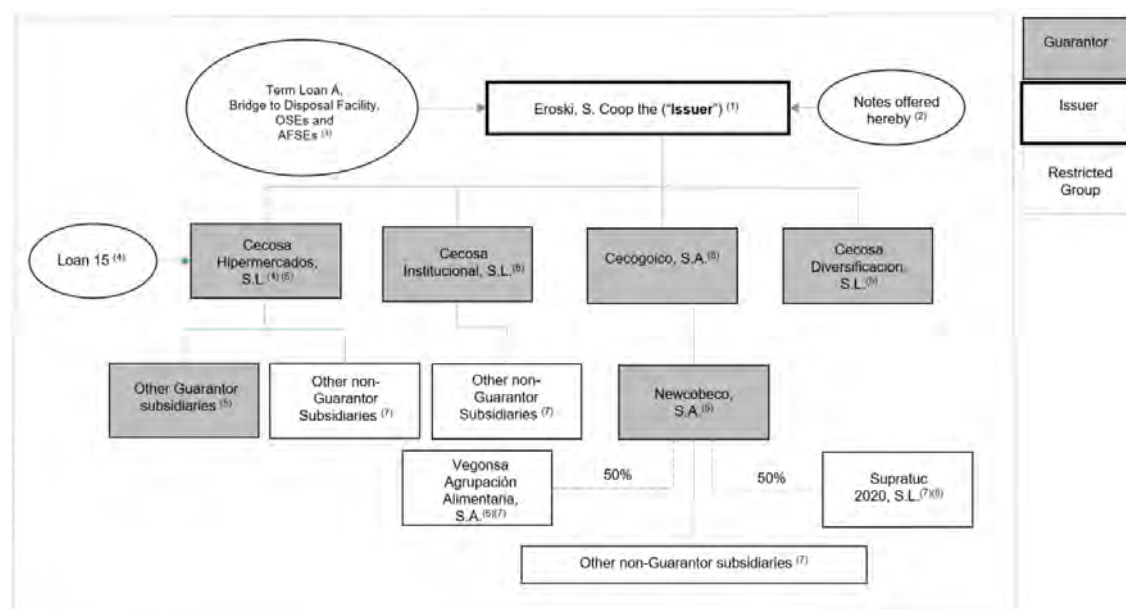 Guarantor
Issuer
Restricted
Group
Term Loan A,
Bridge to Disposal Facility,
OSEs and
AFSEs (3)
Eroski, S. Coop the ("Issuer") (1)
Notes offered
hereby (2)
Loan 15 (4)
Cecosa
Hipermercados,
S.L.(4) (5)
Cecosa
Institucional, S.L.(5)
Cecogoico, S.A.(5)
Cecosa
Diversificacion,
S.L.(5)
Other Guarantor
subsidiaries (5)
Other non-
Guarantor
Subsidiaries (7)
Other non-
Guarantor
Subsidiaries (7)
Newcobeco,
S.A.(5)
Vegonsa
Agrupación
Alimentaria,
S.A.(6)(7)
50%
50%
Supratuc
2020, S.L.
Other non-Guarantor subsidiaries (7)